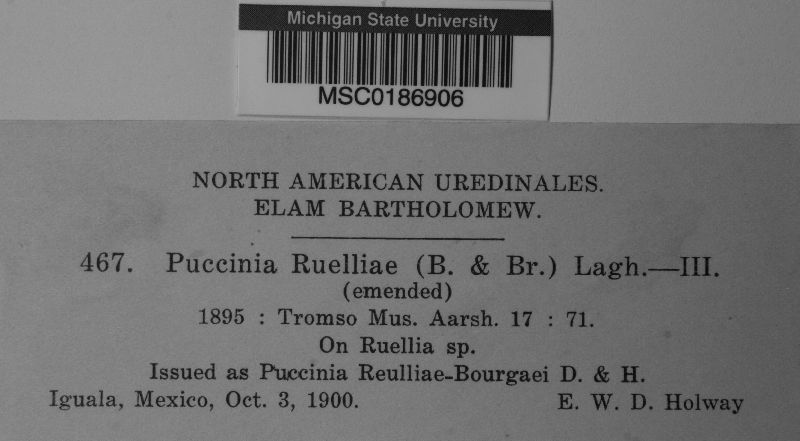 Michigan State University
MSC0186906
NORTH AMERICAN UREDINALES.
ELAM BARTHOLOMEW.
467. Puccinia Ruelliae (B. & Br.) Lagh.—III.
(emended)
1895 : Tromso Mus. Aarsh. 17 : 71.
On Ruellia sp.
Issued as Puccinia Reulliae-Bourgaei D. & H.
Iguala, Mexico, Oct. 3, 1900. E. W. D. Holway